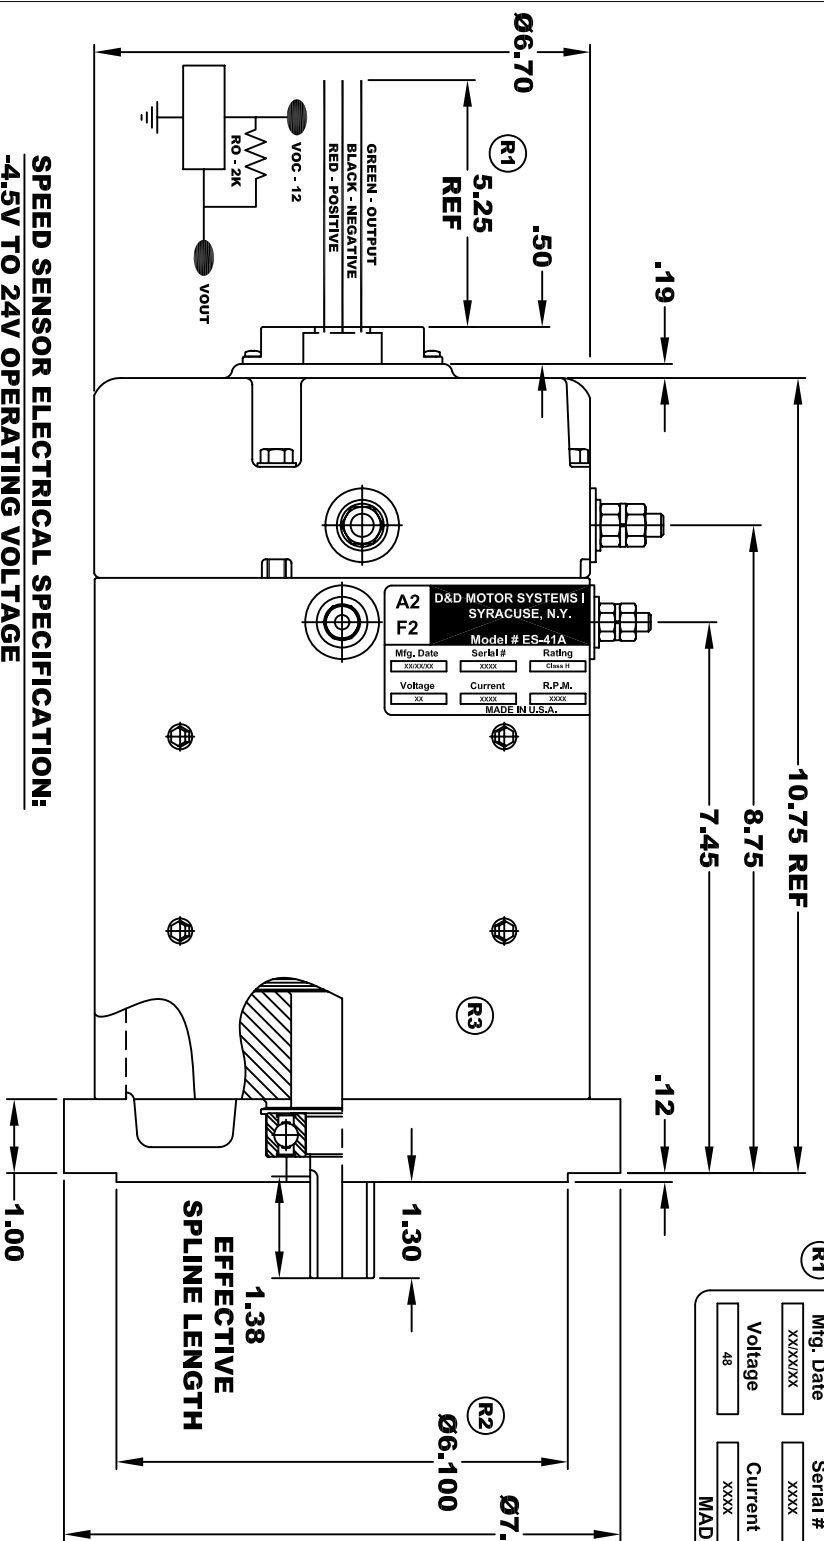 Ø6.70
R1
5.25
REF
.50
.19
GREEN - OUTPUT
BLACK - NEGATIVE
RED - POSITIVE
VOC - 12
RO - 2K
VOUT
SPEED SENSOR ELECTRICAL SPECIFICATION:
-4.5V TO 24V OPERATING VOLTAGE
10.75 REF
8.75
7.45
A2
F2
D&D MOTOR SYSTEMS I
SYRACUSE, N.Y.
Model # ES-41A
Mfg. Date Serial # Rating
XX/XX/XX XXXX Class H
Voltage Current R.P.M.
XX XXXX XXXX
MADE IN U.S.A.
R3
.12
1.00
1.30
1.38
EFFECTIVE
SPLINE LENGTH
R2
Ø6.100
Ø7.
R1
Mfg. Date Serial #
XX/XX/XX XXXX
Voltage Current
48 XXXX
MAD